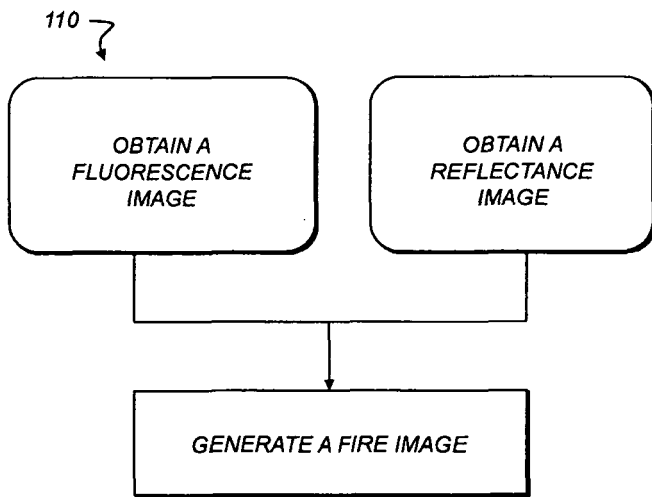 110
OBTAIN A
FLUORESCENCE
IMAGE
OBTAIN A
REFLECTANCE
IMAGE
GENERATE A FIRE IMAGE